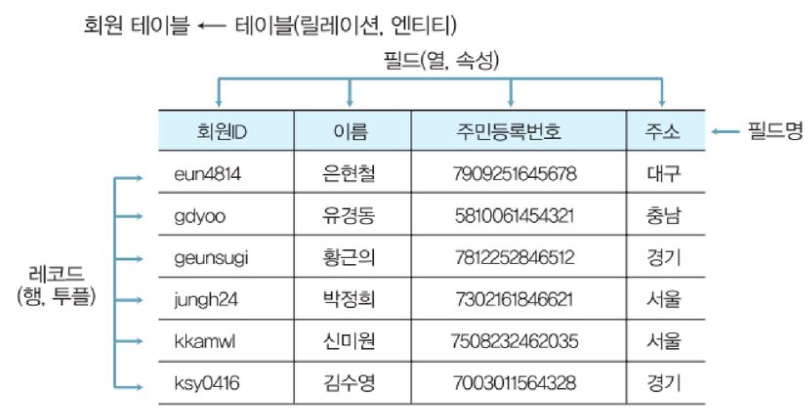 회원 테이블 ← 테이블(릴레이션, 엔티티)
필드(열, 속성)
회원ID 이름 주민등록번호 주소 ← 필드명
eun4814 은현철 7909251645678 대구
gdyoo 유경동 5810061454321 충남
geunsugi 황근의 7812252846512 경기
레코드
(행, 투플)
jungh24 박정희 7302161846621 서울
kkamwl 신미원 7508232462035 서울
ksy0416 김수영 7003011564328 경기